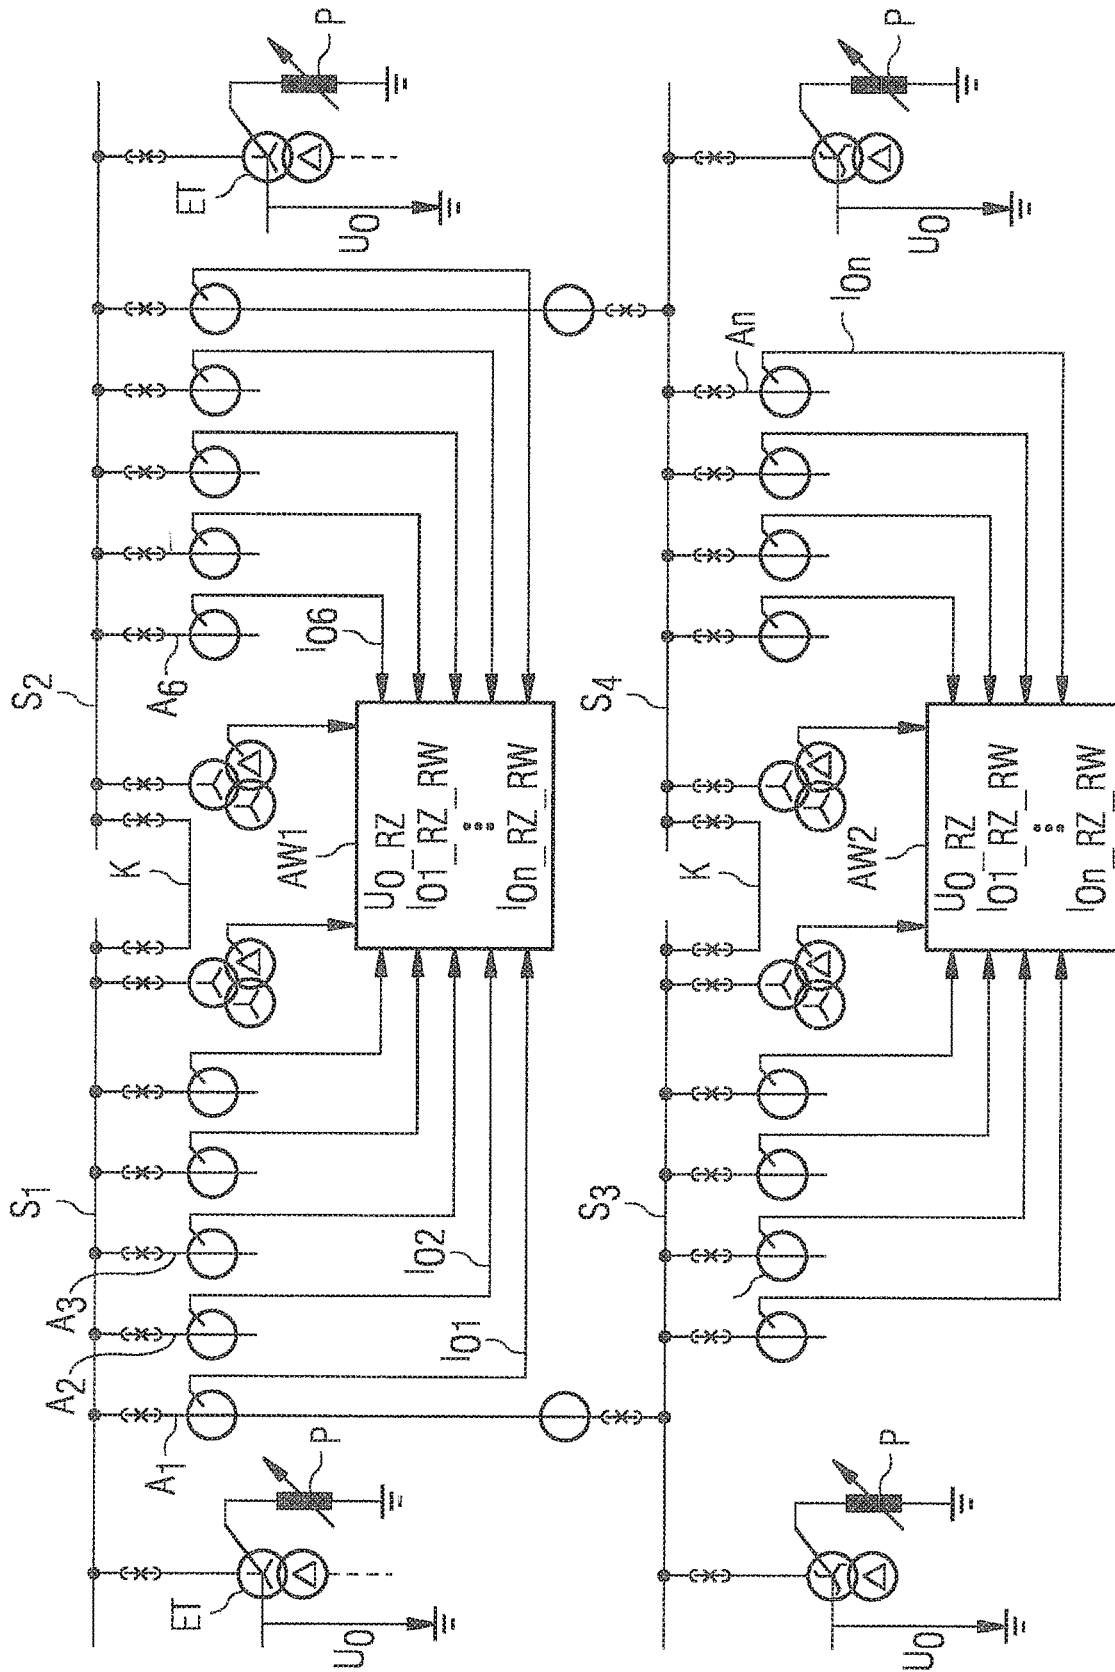 S1
S2
ET
P
U0
A1
A2
A3
K
A6
ET
P
U0
I01
I02
I06
AW1
U0_RZ
I01_RZ_RW
...
I0n_RZ_RW
S3
S4
P
U0
K
An
I0n
P
U0
AW2
U0_RZ
I01_RZ_RW
...
I0n_RZ_RW